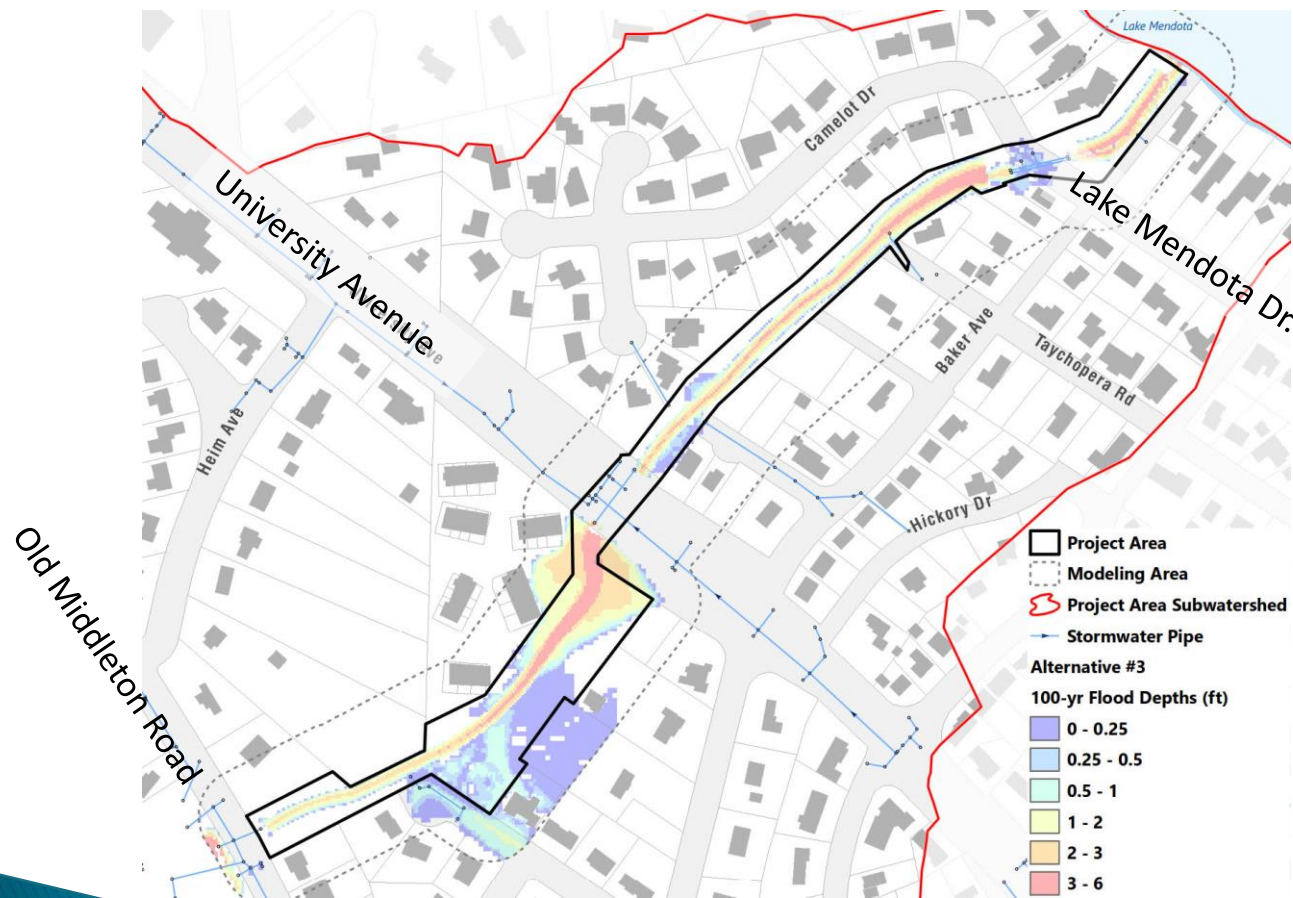 Lake Mendota
Camelot Dr
University Avenue
Ave
Lake Mendota Dr.
Baker Ave
Taychopera Rd
Heim Ave
Hickory Dr
Old Middleton Road
Project Area
Modeling Area
Project Area Subwatershed
Stormwater Pipe
Alternative #3
100-yr Flood Depths (ft)
0 - 0.25
0.25 - 0.5
0.5 - 1
1 - 2
2 - 3
3 - 6